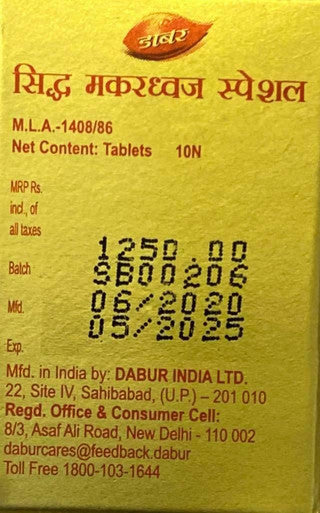 डाबर
सिद्ध मकरध्वज स्पेशल
M.L.A.-1408/86
Net Content: Tablets 10N
MRP Rs.
incl., of
all taxes
1250.00
Batch
SB00206
Mfd.
06/2020
05/2025
Exp.
Mfd. in India by: DABUR INDIA LTD.
22, Site IV, Sahibabad, (U.P.) – 201 010
Regd. Office & Consumer Cell:
8/3, Asaf Ali Road, New Delhi - 110 002
daburcares@feedback.dabur
Toll Free 1800-103-1644